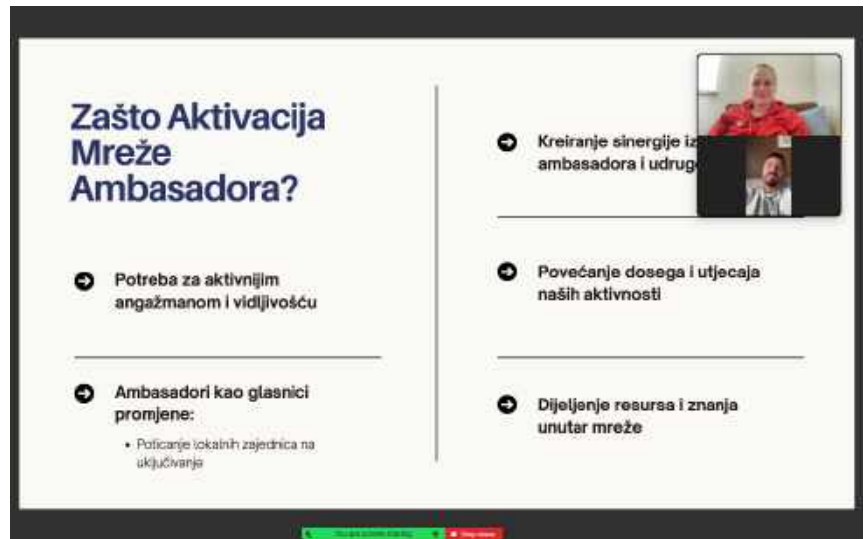 Zašto Aktivacija
Mreže
Ambasadora?
Potreba za aktivnijim
angažmanom i vidljivošću
Ambasadori kao glasnici
promjene:
• Poticanje lokalnih zajednica na
uključivanje
Kreiranje sinergije iz
ambasadora i udrug
Povećanje dosega i utjecaja
naših aktivnosti
Dijeljenje resursa i znanja
unutar mreže